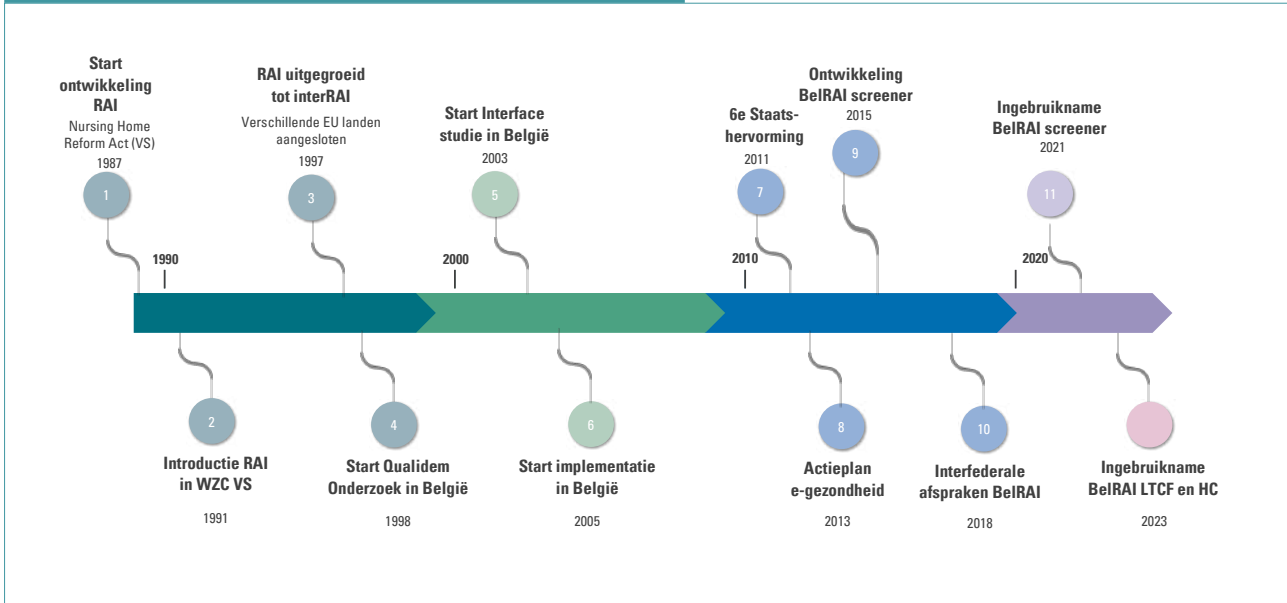 Start
ontwikkeling
RAI
Nursing Home
Reform Act (VS)
1987
1
RAI uitgegroeid
tot interRAI
Verschillende EU landen
aangesloten
1997
3
Start Interface
studie in België
2003
5
6e Staats-
hervorming
2011
7
Ontwikkeling
BelRAI screener
2015
9
Ingebruikname
BelRAI screener
2021
11
1990
2000
2010
2020
2
Introductie RAI
in WZC VS
1991
4
Start Qualidem
Onderzoek in België
1998
6
Start implementatie
in België
2005
8
Actieplan
e-gezondheid
2013
10
Interfederale
afspraken BelRAI
2018
Ingebruikname
BelRAI LTCF en HC
2023